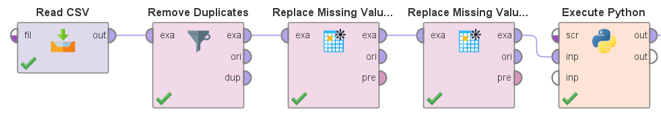 Read CSV
fil
out
Remove Duplicates
exa
exa
ori
dup
Replace Missing Valu...
exa
exa
ori
pre
Replace Missing Valu...
exa
exa
ori
pre
Execute Python
scr
out
inp
out
inp